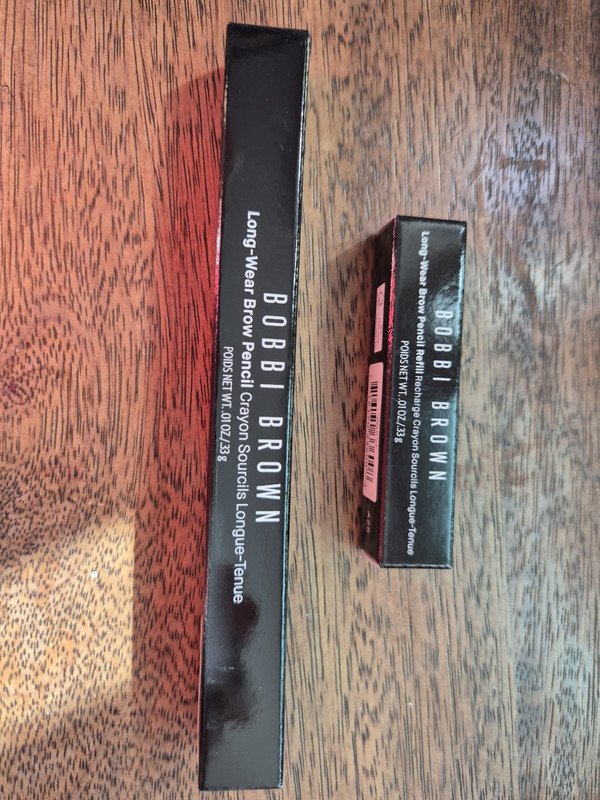 BOBBI BROWN
Long-Wear Brow Pencil Crayon Sourcils Longue-Tenue
POIDS NET WT. .01 OZ./.33 g
BOBBI BROWN
Long-Wear Brow Pencil Refill Recharge Crayon Sourcils Longue-Tenue
POIDS NET WT. .01 OZ./.33 g